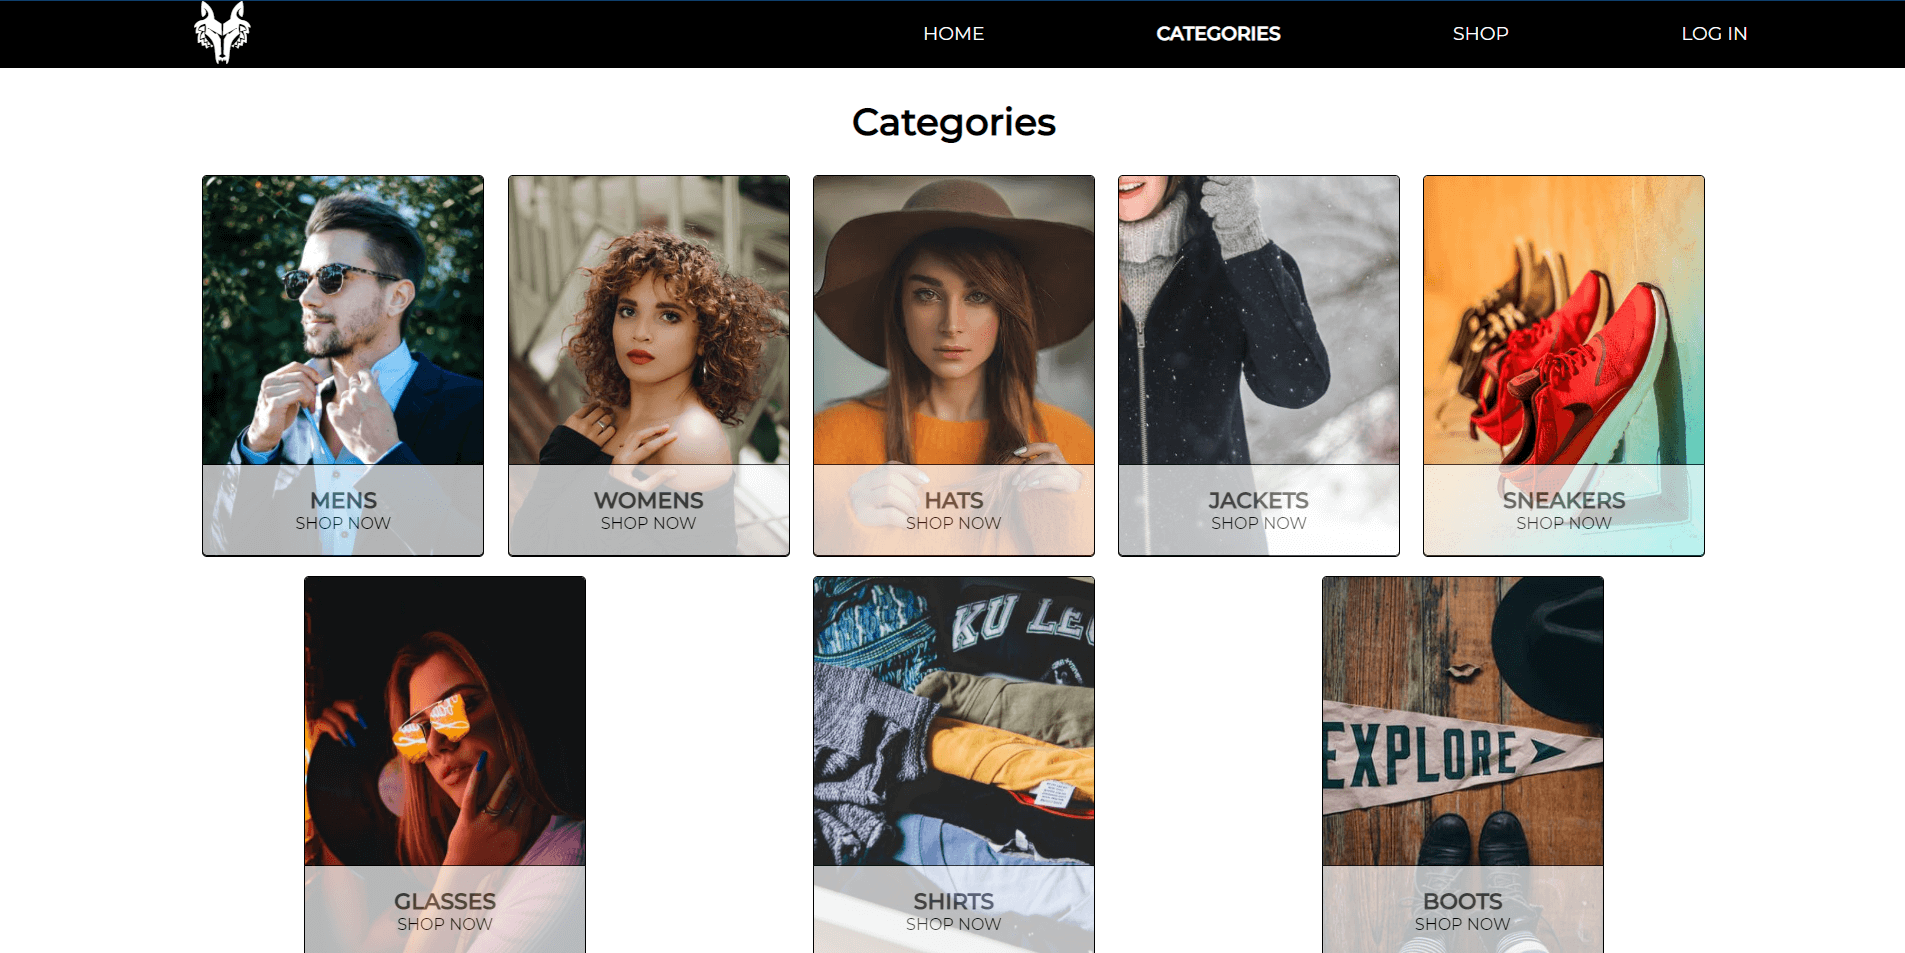 HOME CATEGORIES SHOP LOG IN
Categories
MENS
SHOP NOW
WOMENS
SHOP NOW
HATS
SHOP NOW
JACKETS
SHOP NOW
SNEAKERS
SHOP NOW
KU LE
EXPLORE
GLASSES
SHOP NOW
SHIRTS
SHOP NOW
BOOTS
SHOP NOW